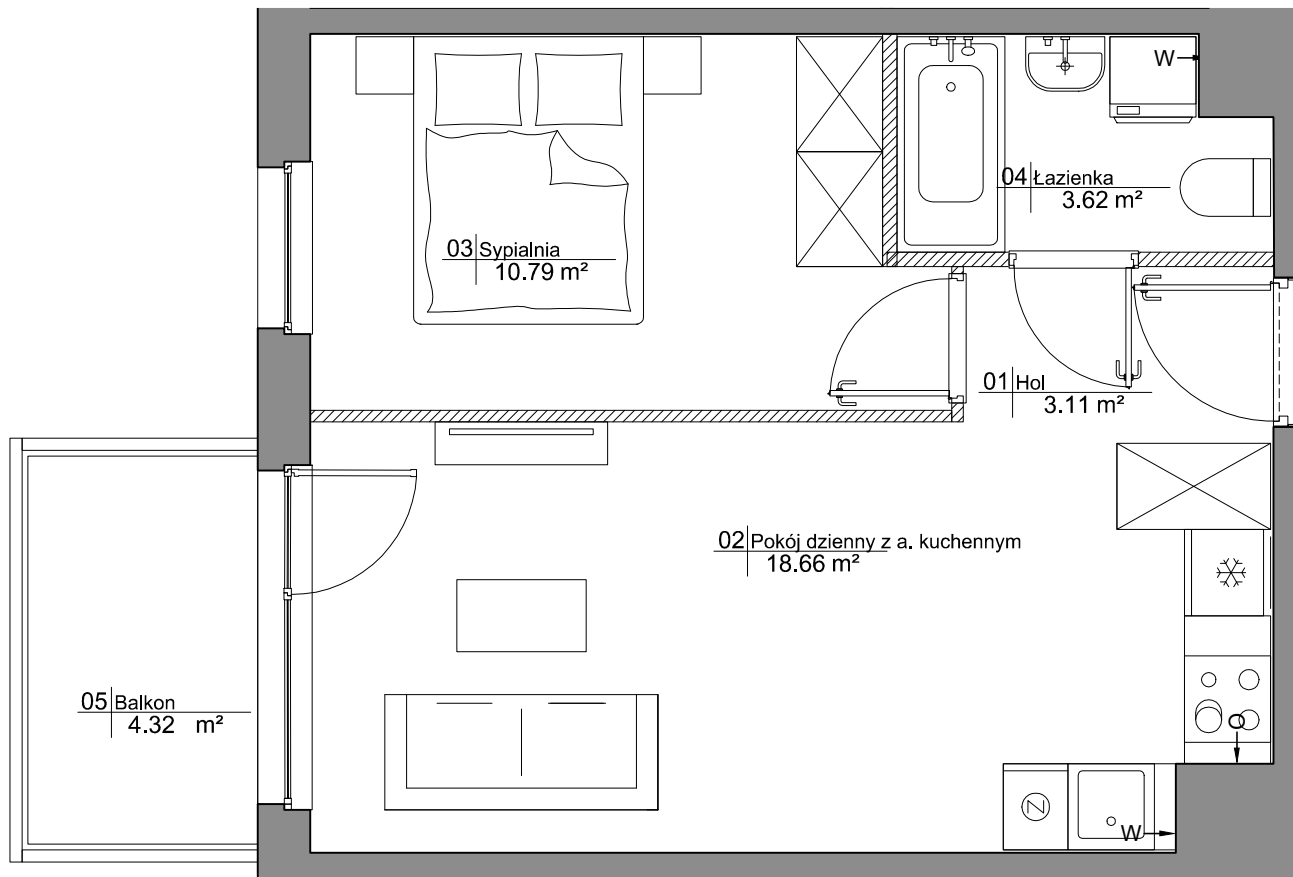 W
04 Łazienka
3.62 m²
03 Sypialnia
10.79 m²
01 Hol
3.11 m²
02 Pokój dzienny z a. kuchennym
18.66 m²
05 Balkon
4.32 m²
O
Z
W